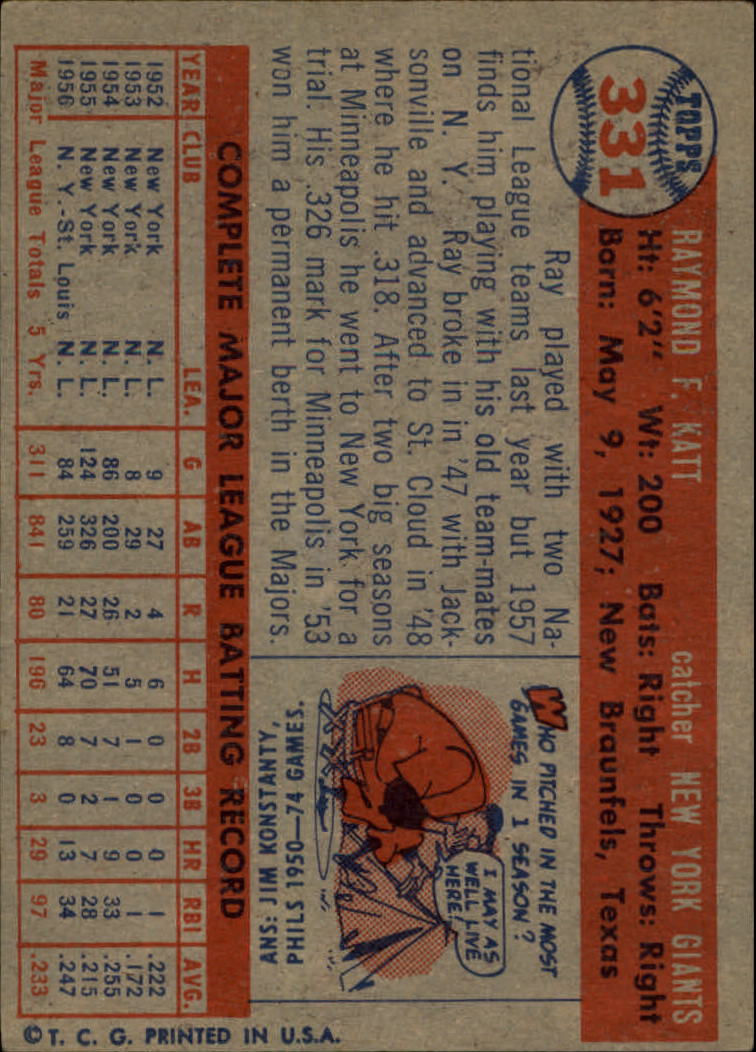 TOPPS
331
RAYMOND F. KATT catcher NEW YORK GIANTS
Ht: 6'2" Wt: 200 Bats: Right Throws: Right
Born: May 9, 1927; New Braunfels, Texas
Ray played with two Na-
tional League teams last year but 1957
finds him playing with his old team-mates
on N. Y. Ray broke in in '47 with Jack-
sonville and advanced to St. Cloud in '48
where he hit .318. After two big seasons
at Minneapolis he went to New York for a
trial. His .326 mark for Minneapolis in '53
won him a permanent berth in the Majors.
WHO PITCHED IN THE MOST
GAMES IN 1 SEASON?
I MAY AS
WELL LIVE
HERE!
ANS: JIM KONSTANTY,
PHILS 1950—74 GAMES.
COMPLETE MAJOR LEAGUE BATTING RECORD
YEAR CLUB LEA. G AB R H 2B 3B HR RBI AVG.
1952 New York N. L. 9 27 4 6 0 0 0 1 .222
1953 New York N. L. 8 29 2 5 1 0 0 1 .172
1954 New York N. L. 86 200 26 51 7 1 9 33 .255
1955 New York N. L. 124 326 27 70 7 2 7 28 .215
1956 N. Y.-St. Louis N. L. 84 259 21 64 8 0 13 34 .247
Major League Totals 5 Yrs. 311 841 80 196 23 3 29 97 .233
© T. C. G. PRINTED IN U.S.A.